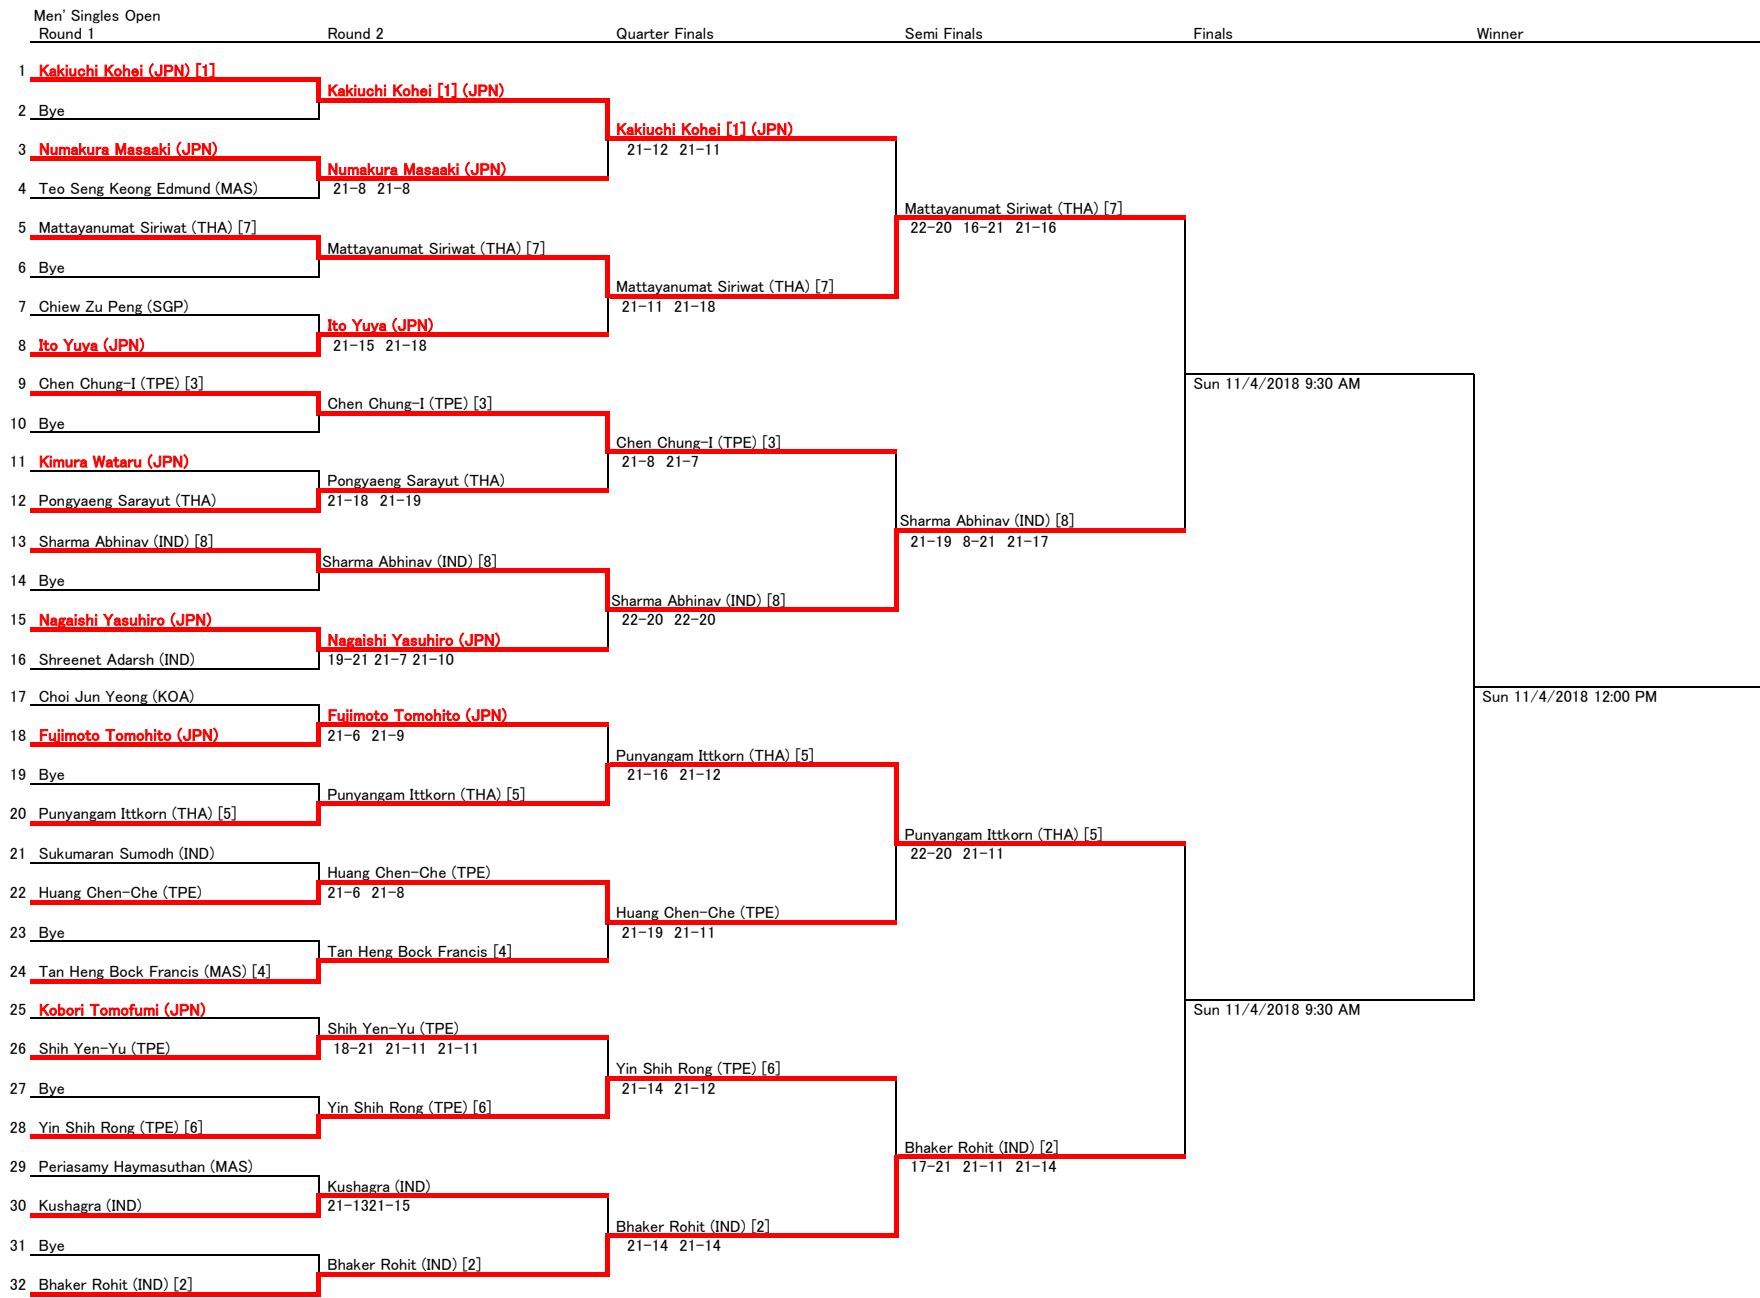 Men' Singles Open
Round 1 Round 2 Quarter Finals Semi Finals Finals Winner
1 Kakiuchi Kohei (JPN) [1]
Kakiuchi Kohei [1] (JPN)
2 Bye
Kakiuchi Kohei [1] (JPN)
3 Numakura Masaaki (JPN)
21-12 21-11
Numakura Masaaki (JPN)
4 Teo Seng Keong Edmund (MAS)
21-8 21-8
Mattayanumat Siriwat (THA) [7]
5 Mattayanumat Siriwat (THA) [7]
22-20 16-21 21-16
Mattayanumat Siriwat (THA) [7]
6 Bye
Mattayanumat Siriwat (THA) [7]
7 Chiew Zu Peng (SGP)
21-11 21-18
Ito Yuya (JPN)
8 Ito Yuya (JPN)
21-15 21-18
9 Chen Chung-I (TPE) [3]
Sun 11/4/2018 9:30 AM
Chen Chung-I (TPE) [3]
10 Bye
Chen Chung-I (TPE) [3]
11 Kimura Wataru (JPN)
21-8 21-7
Pongyaeng Sarayut (THA)
12 Pongyaeng Sarayut (THA)
21-18 21-19
Sharma Abhinav (IND) [8]
13 Sharma Abhinav (IND) [8]
21-19 8-21 21-17
Sharma Abhinav (IND) [8]
14 Bye
Sharma Abhinav (IND) [8]
15 Nagaishi Yasuhiro (JPN)
22-20 22-20
Nagaishi Yasuhiro (JPN)
16 Shreenet Adarsh (IND)
19-21 21-7 21-10
17 Choi Jun Yeong (KOA)
Sun 11/4/2018 12:00 PM
Fujimoto Tomohito (JPN)
18 Fujimoto Tomohito (JPN)
21-6 21-9
Punyangam Ittkorn (THA) [5]
19 Bye
21-16 21-12
Punyangam Ittkorn (THA) [5]
20 Punyangam Ittkorn (THA) [5]
Punyangam Ittkorn (THA) [5]
21 Sukumaran Sumodh (IND)
22-20 21-11
Huang Chen-Che (TPE)
22 Huang Chen-Che (TPE)
21-6 21-8
Huang Chen-Che (TPE)
23 Bye
21-19 21-11
Tan Heng Bock Francis [4]
24 Tan Heng Bock Francis (MAS) [4]
25 Kobori Tomofumi (JPN)
Sun 11/4/2018 9:30 AM
Shih Yen-Yu (TPE)
26 Shih Yen-Yu (TPE)
18-21 21-11 21-11
Yin Shih Rong (TPE) [6]
27 Bye
21-14 21-12
Yin Shih Rong (TPE) [6]
28 Yin Shih Rong (TPE) [6]
Bhaker Rohit (IND) [2]
29 Periasamy Haymasuthan (MAS)
17-21 21-11 21-14
Kushagra (IND)
30 Kushagra (IND)
21-1321-15
Bhaker Rohit (IND) [2]
31 Bye
21-14 21-14
Bhaker Rohit (IND) [2]
32 Bhaker Rohit (IND) [2]